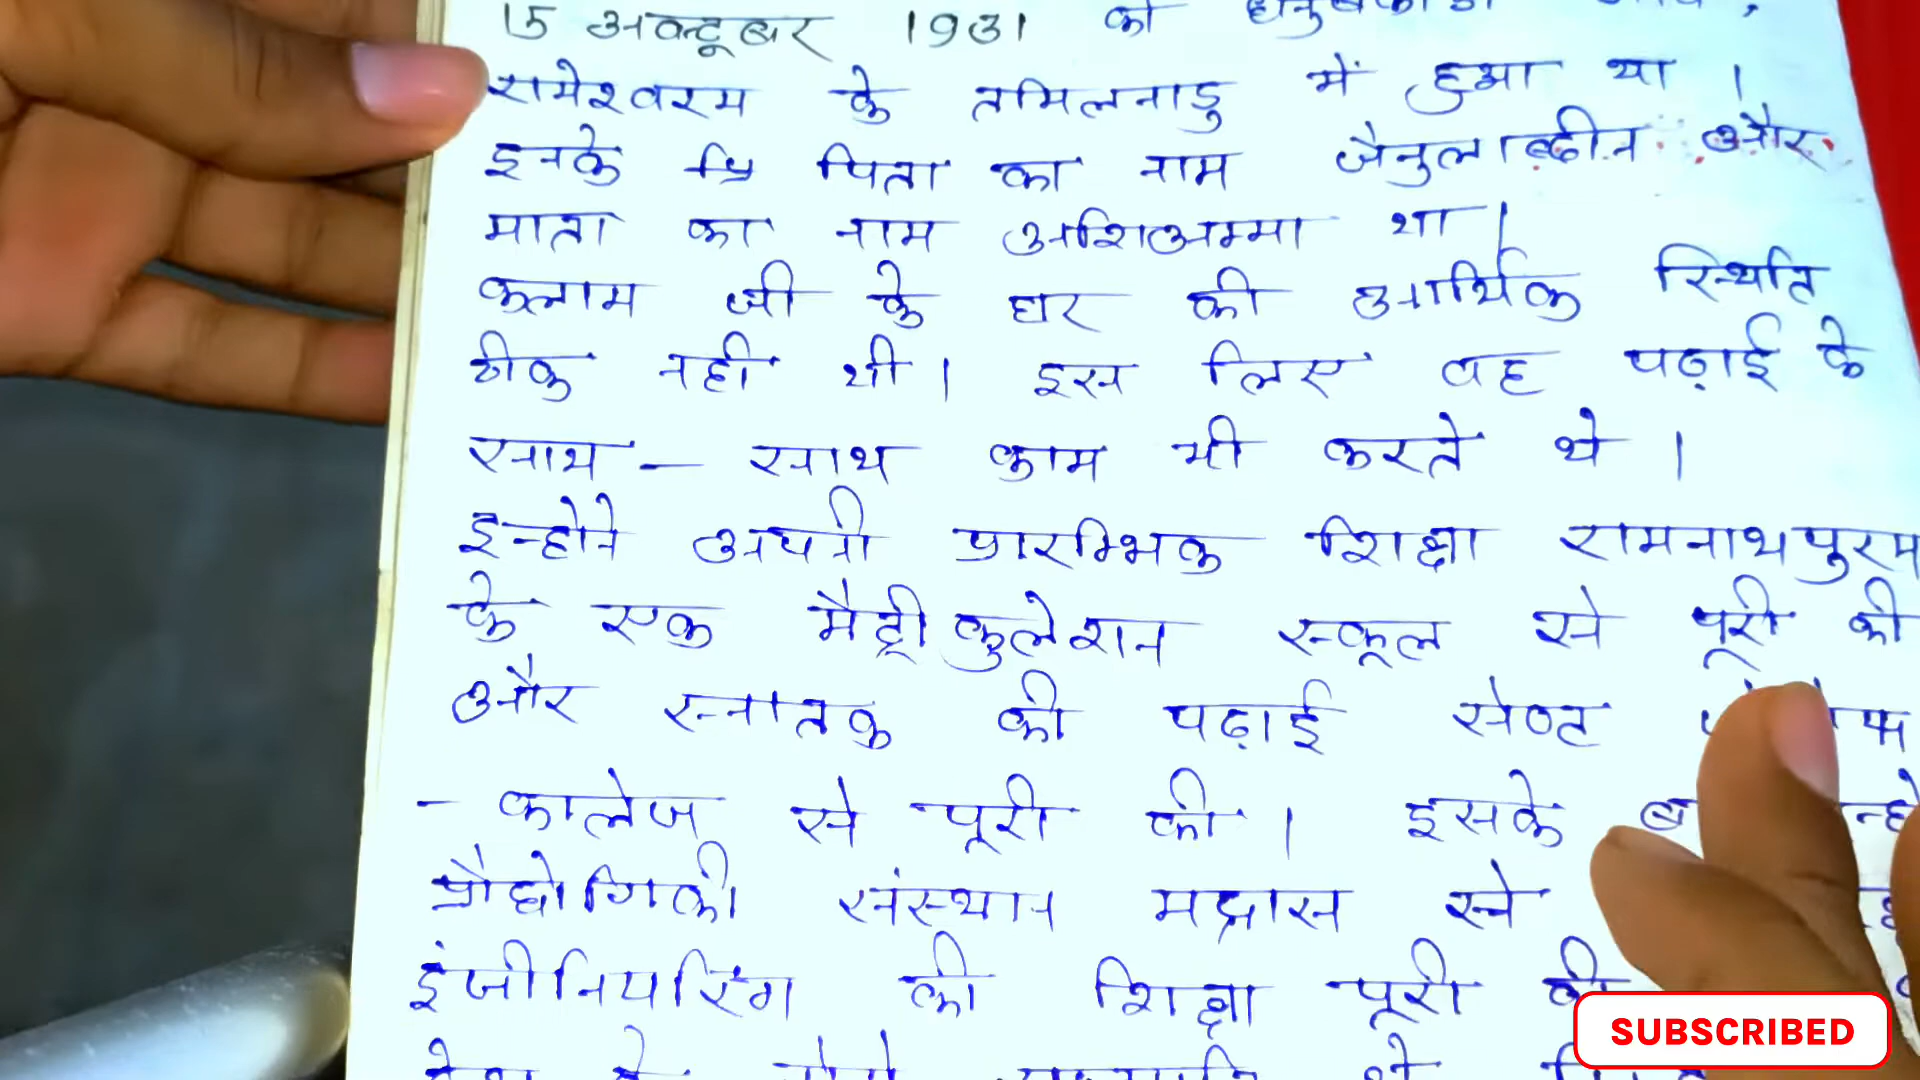 15 अक्टूबर 1931 को
रामेश्वरम के तमिलनाडु में हुआ था ।
इनके पिता का नाम जैनुलाब्दीन और
माता का नाम अशिअम्मा था ।
कलाम जी के घर की आर्थिक स्थिति
ठीक नही थी । इस लिए वह पढ़ाई के
साथ - साथ काम भी करते थे ।
इन्होने अपनी प्रारम्भिक शिक्षा रामनाथपुरम
के एक मैट्रीकुलेशन स्कूल से पूरी की
और स्नातक की पढ़ाई सेण्ट
- कालेज से पूरी की । इसके
प्रौद्योगिकी संस्थान मद्रास से
इंजीनियरिंग की शिक्षा पूरी की
SUBSCRIBED